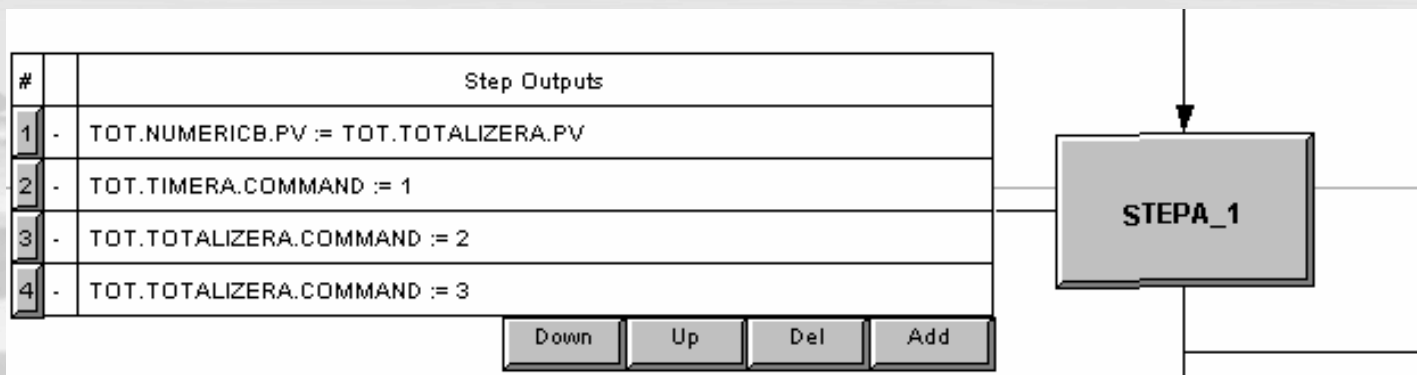 # Step Outputs
1 - TOT.NUMERICB.PV := TOT.TOTALIZERA.PV
2 - TOT.TIMERA.COMMAND := 1
3 - TOT.TOTALIZERA.COMMAND := 2
4 - TOT.TOTALIZERA.COMMAND := 3
Down Up Del Add
STEPA_1